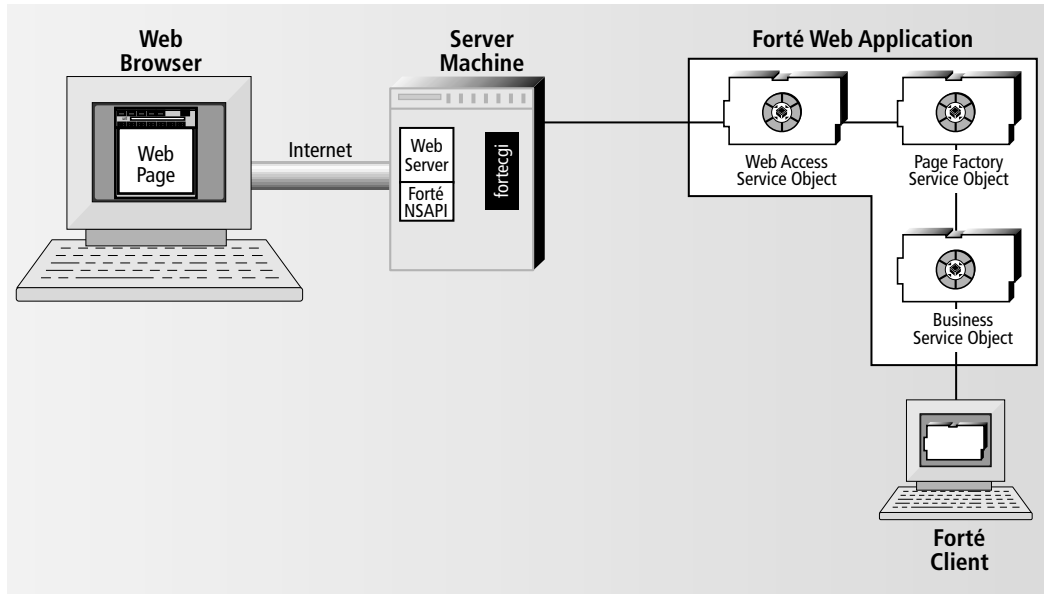 Web
Browser
Server
Machine
Forté Web Application
Web
Page
Internet
Web
Server
Forté
NSAPI
fortecgi
Web Access
Service Object
Page Factory
Service Object
Business
Service Object
Forté
Client